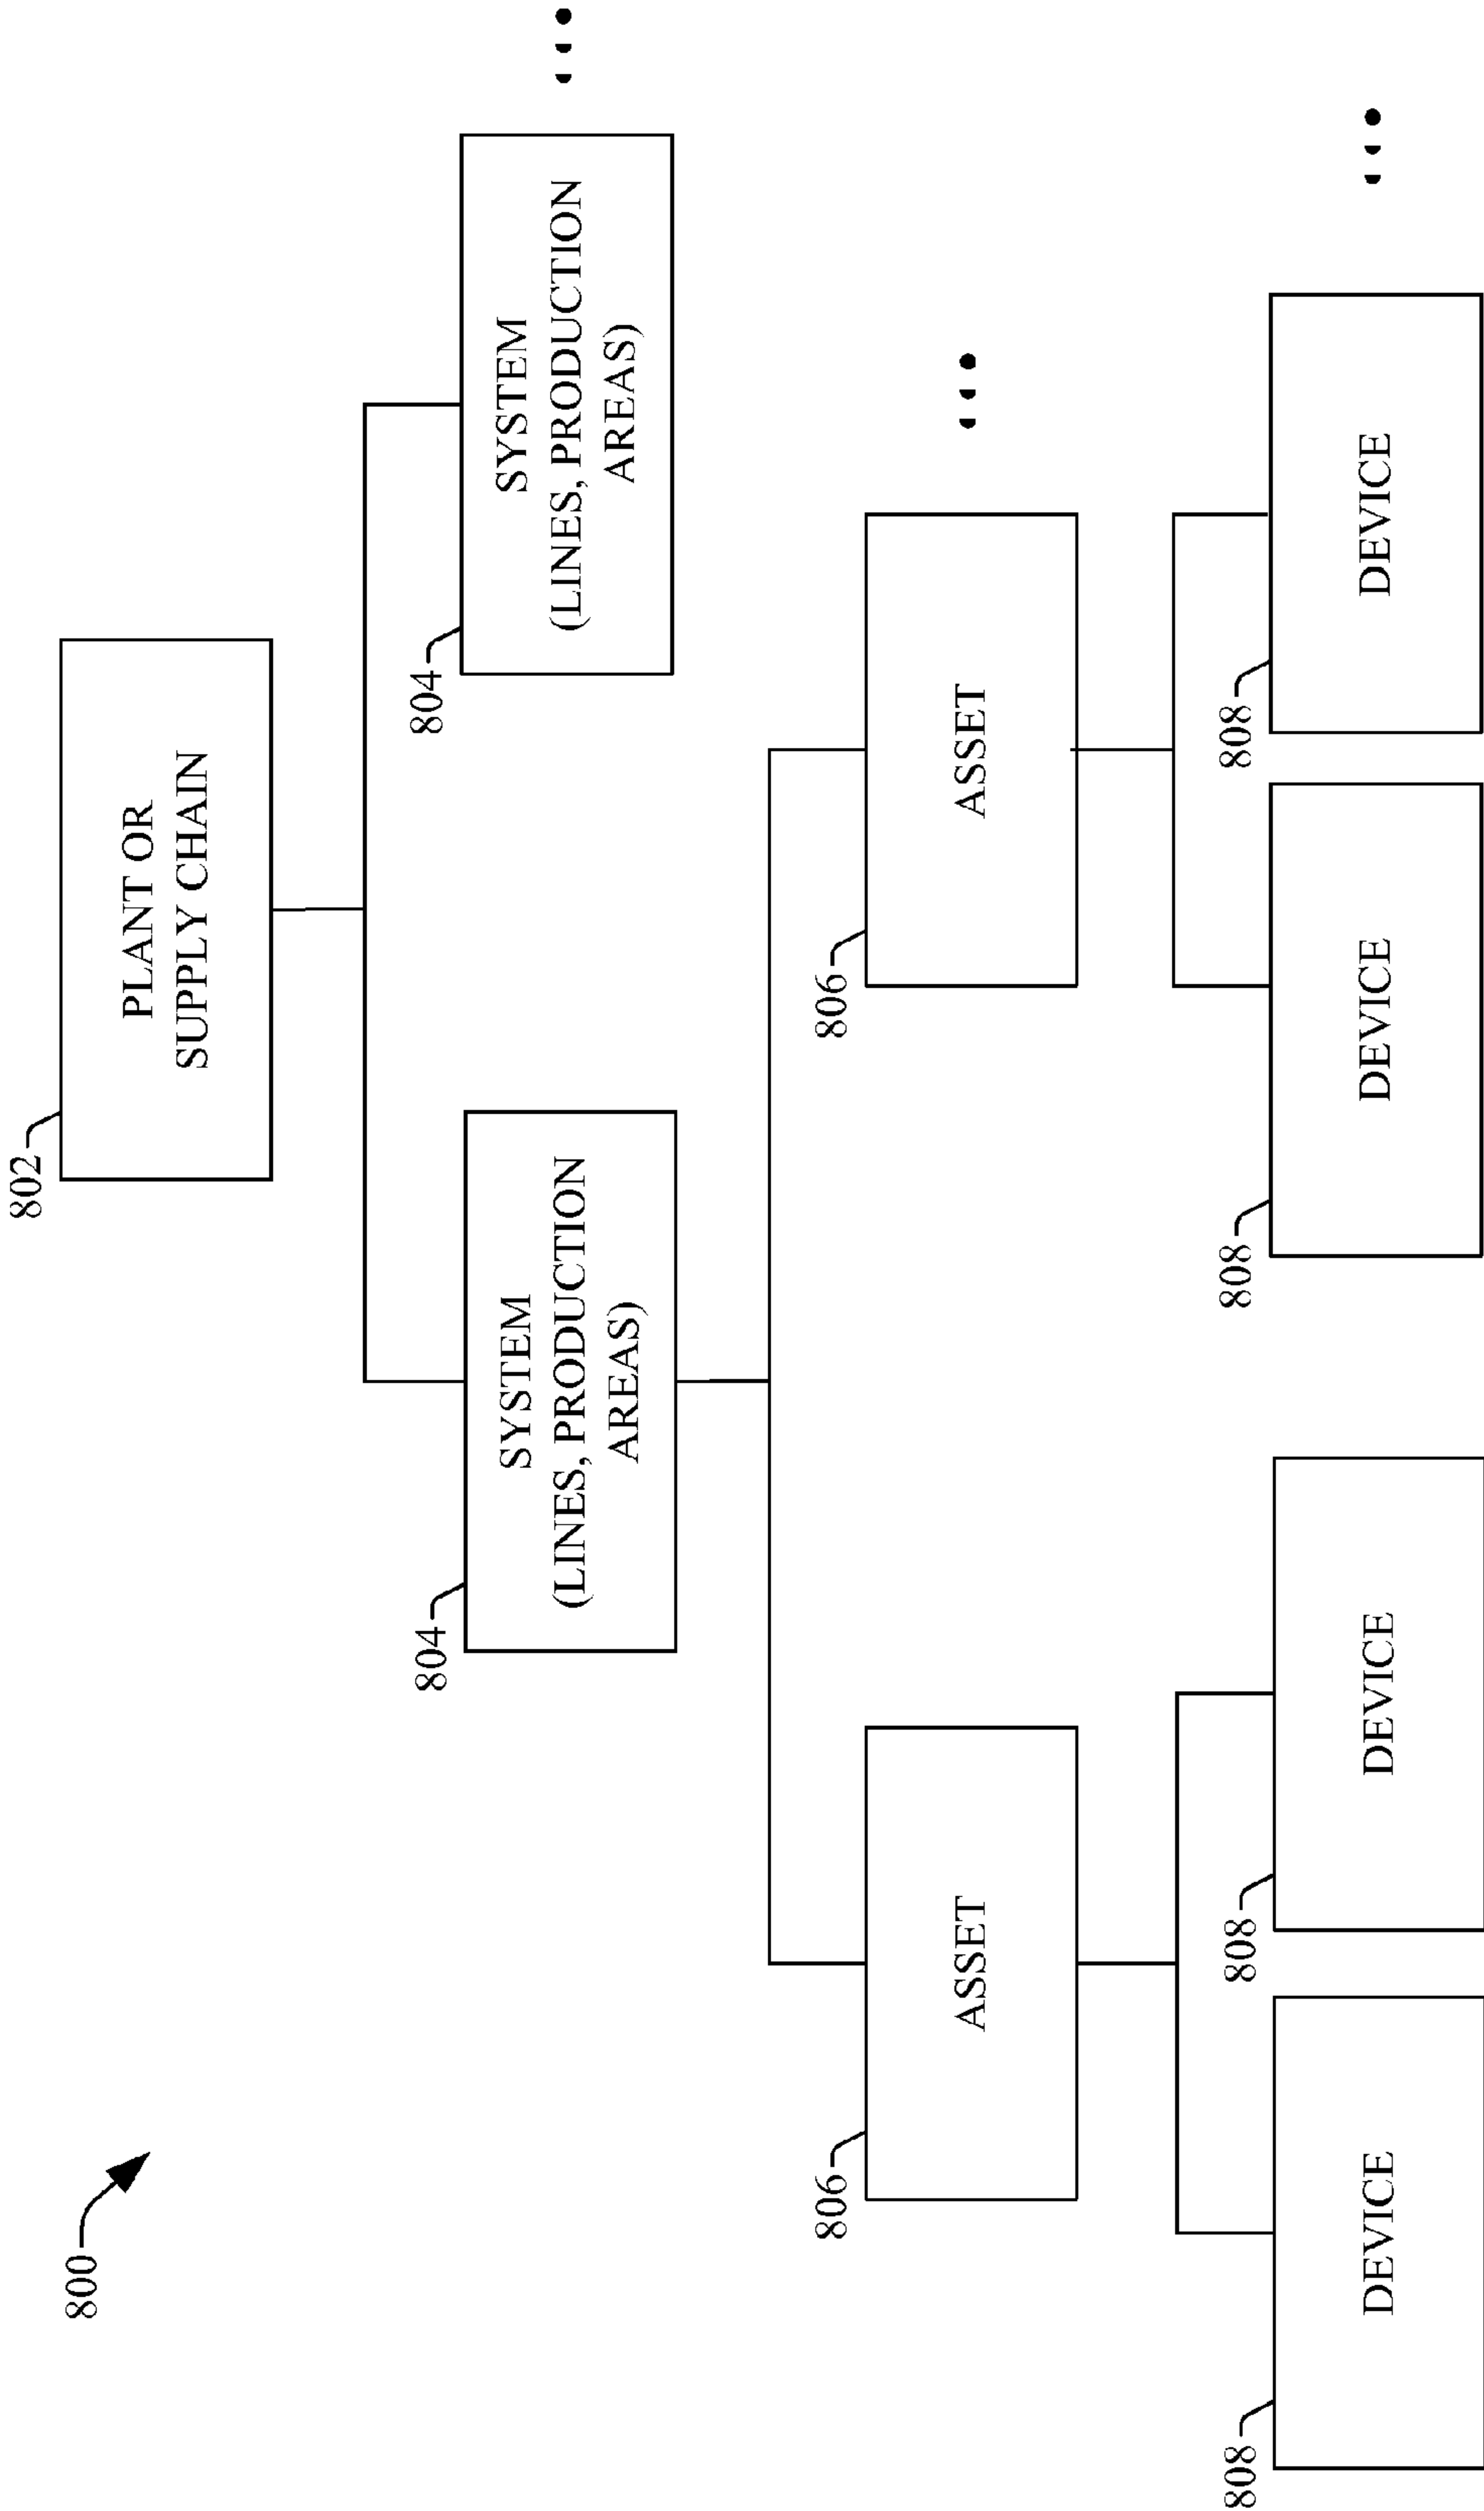 800
802
PLANT OR
SUPPLY CHAIN
804
SYSTEM
(LINES, PRODUCTION
AREAS)
804
SYSTEM
(LINES, PRODUCTION
AREAS)
806
ASSET
806
ASSET
808
DEVICE
808
DEVICE
808
DEVICE
808
DEVICE